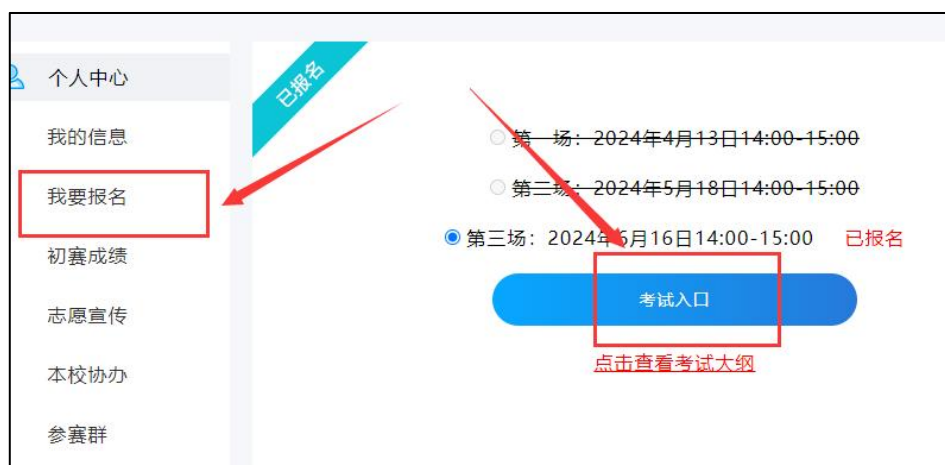 个人中心
我的信息
我要报名
初赛成绩
志愿宣传
本校协办
参赛群
已报名
第一场：2024年4月13日14:00-15:00
第二场：2024年5月18日14:00-15:00
第三场：2024年6月16日14:00-15:00 已报名
考试入口
点击查看考试大纲